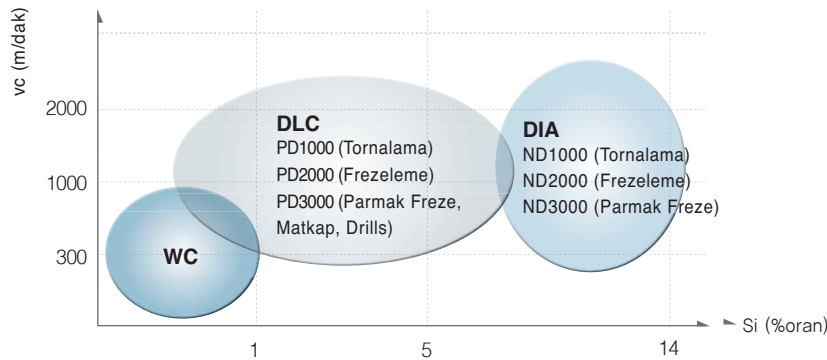 vc (m/dak)
2000
1000
300
DLC
PD1000 (Tornalama)
PD2000 (Frezeleme)
PD3000 (Parmak Freze,
Matkap, Drills)
DIA
ND1000 (Tornalama)
ND2000 (Frezeleme)
ND3000 (Parmak Freze)
WC
Si (%oran)
1
5
14